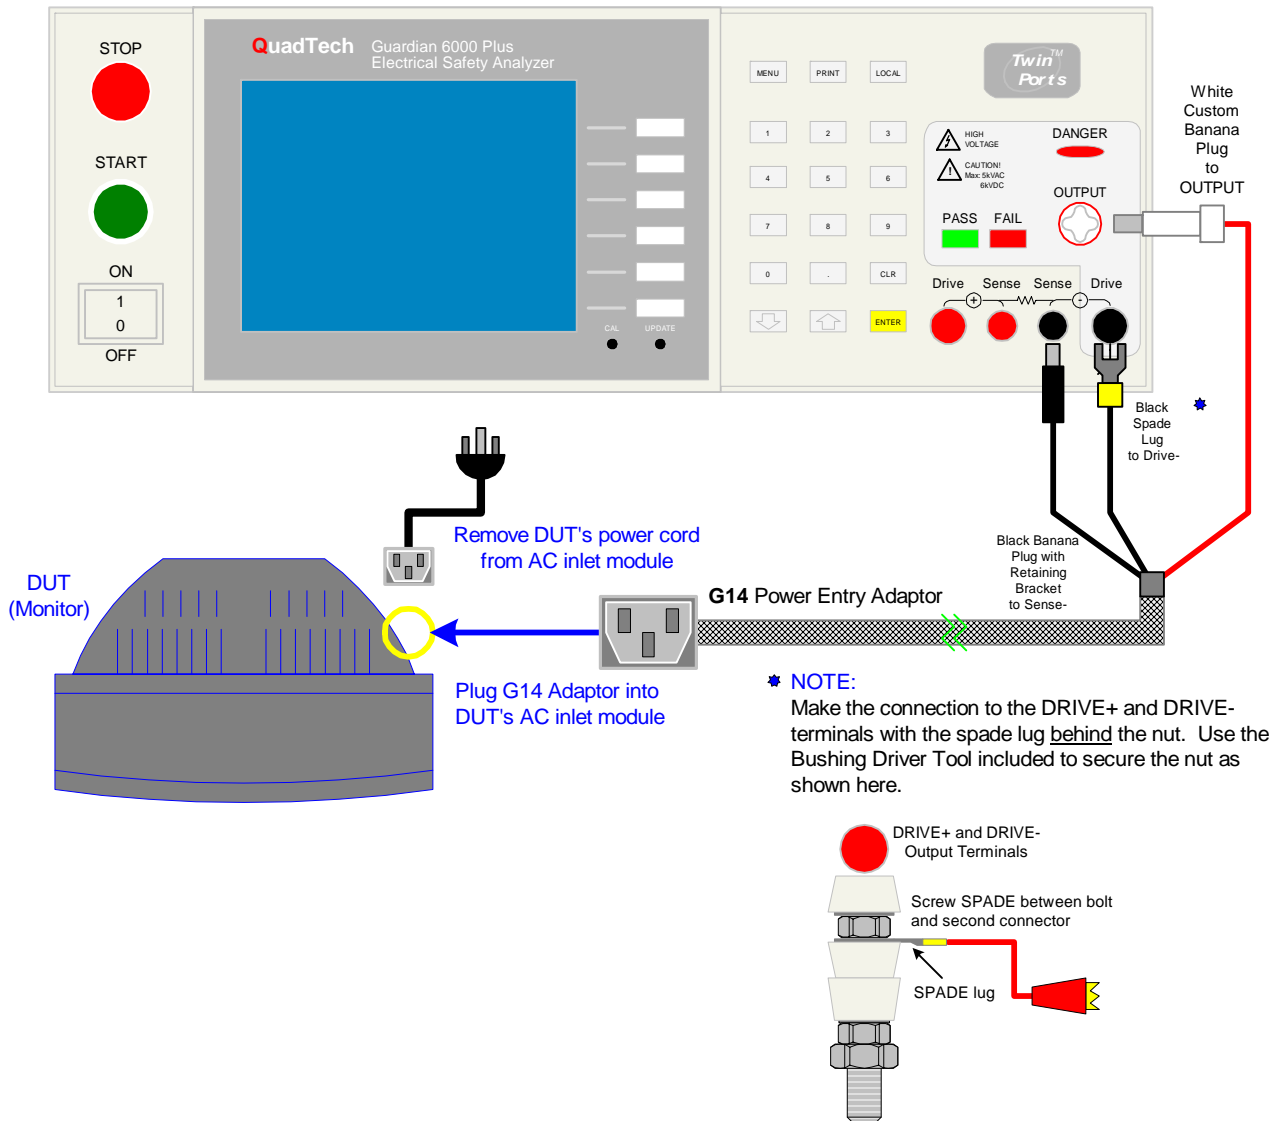 STOP
START
ON
1
0
OFF
QuadTech
Guardian 6000 Plus
Electrical Safety Analyzer
CAL
UPDATE
MENU
PRINT
LOCAL
1
2
3
4
5
6
7
8
9
0
.
CLR
ENTER
Twin TM
Ports
HIGH
VOLTAGE
CAUTION!
Max: 5kVAC
6kVDC
DANGER
OUTPUT
PASS
FAIL
Drive
Sense
Sense
Drive
+
-
White
Custom
Banana
Plug
to
OUTPUT
Black
Spade
Lug
to Drive-
Black Banana
Plug with
Retaining
Bracket
to Sense-
Remove DUT's power cord
from AC inlet module
DUT
(Monitor)
G14 Power Entry Adaptor
Plug G14 Adaptor into
DUT's AC inlet module
NOTE:
Make the connection to the DRIVE+ and DRIVE-
terminals with the spade lug behind the nut. Use the
Bushing Driver Tool included to secure the nut as
shown here.
DRIVE+ and DRIVE-
Output Terminals
Screw SPADE between bolt
and second connector
SPADE lug